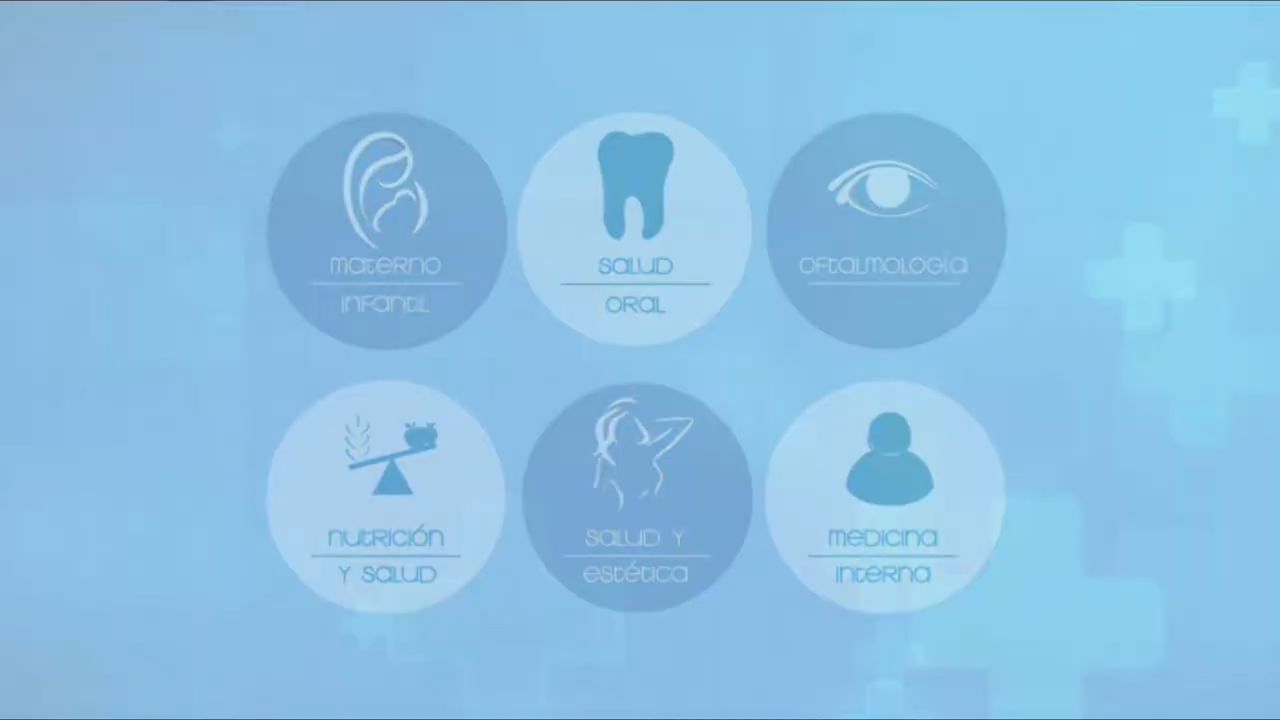 materno
infantil
salud
oral
oftalmología
nutrición
y salud
salud y
estética
medicina
interna